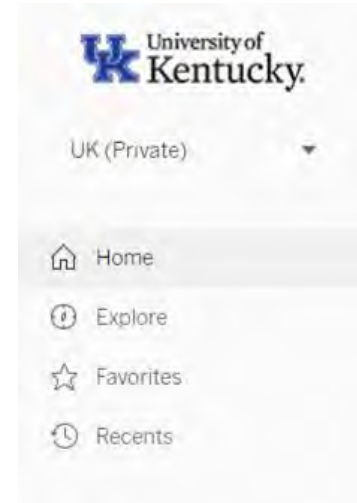 University of
Kentucky.
UK (Private)
Home
Explore
Favorites
Recents